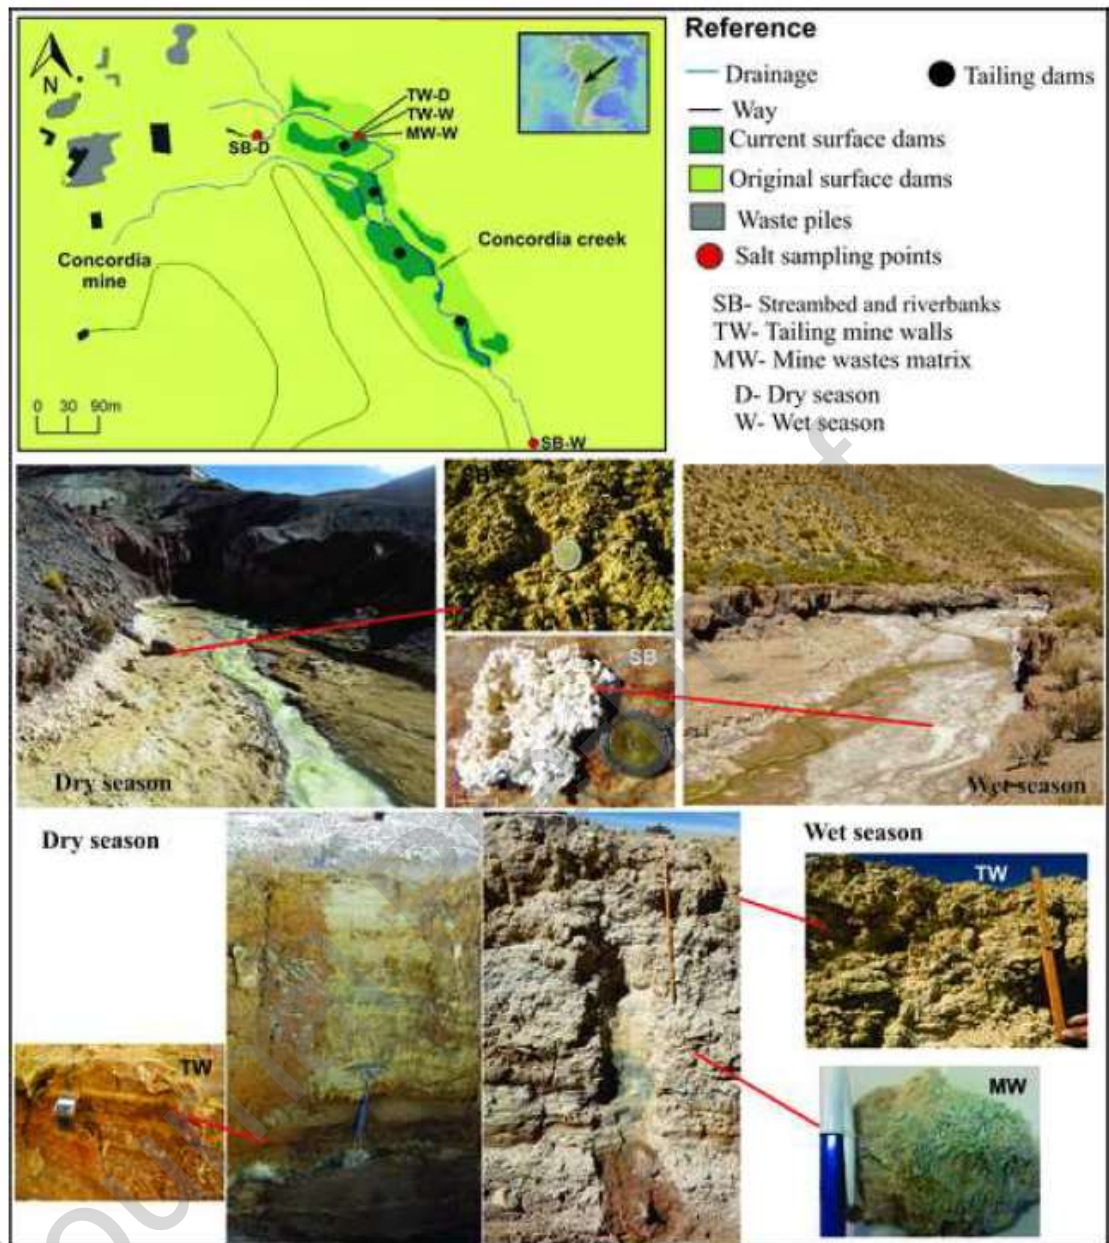 Reference
N
TW-D
TW-W
MW-W
SB-D
Concordia
mine
Concordia creek
0 30 90m
SB-W
Drainage
Tailing dams
Way
Current surface dams
Original surface dams
Waste piles
Salt sampling points
SB- Streambed and riverbanks
TW- Tailing mine walls
MW- Mine wastes matrix
D- Dry season
W- Wet season
SB
Dry season
Wet season
Dry season
Wet season
TW
TW
MW